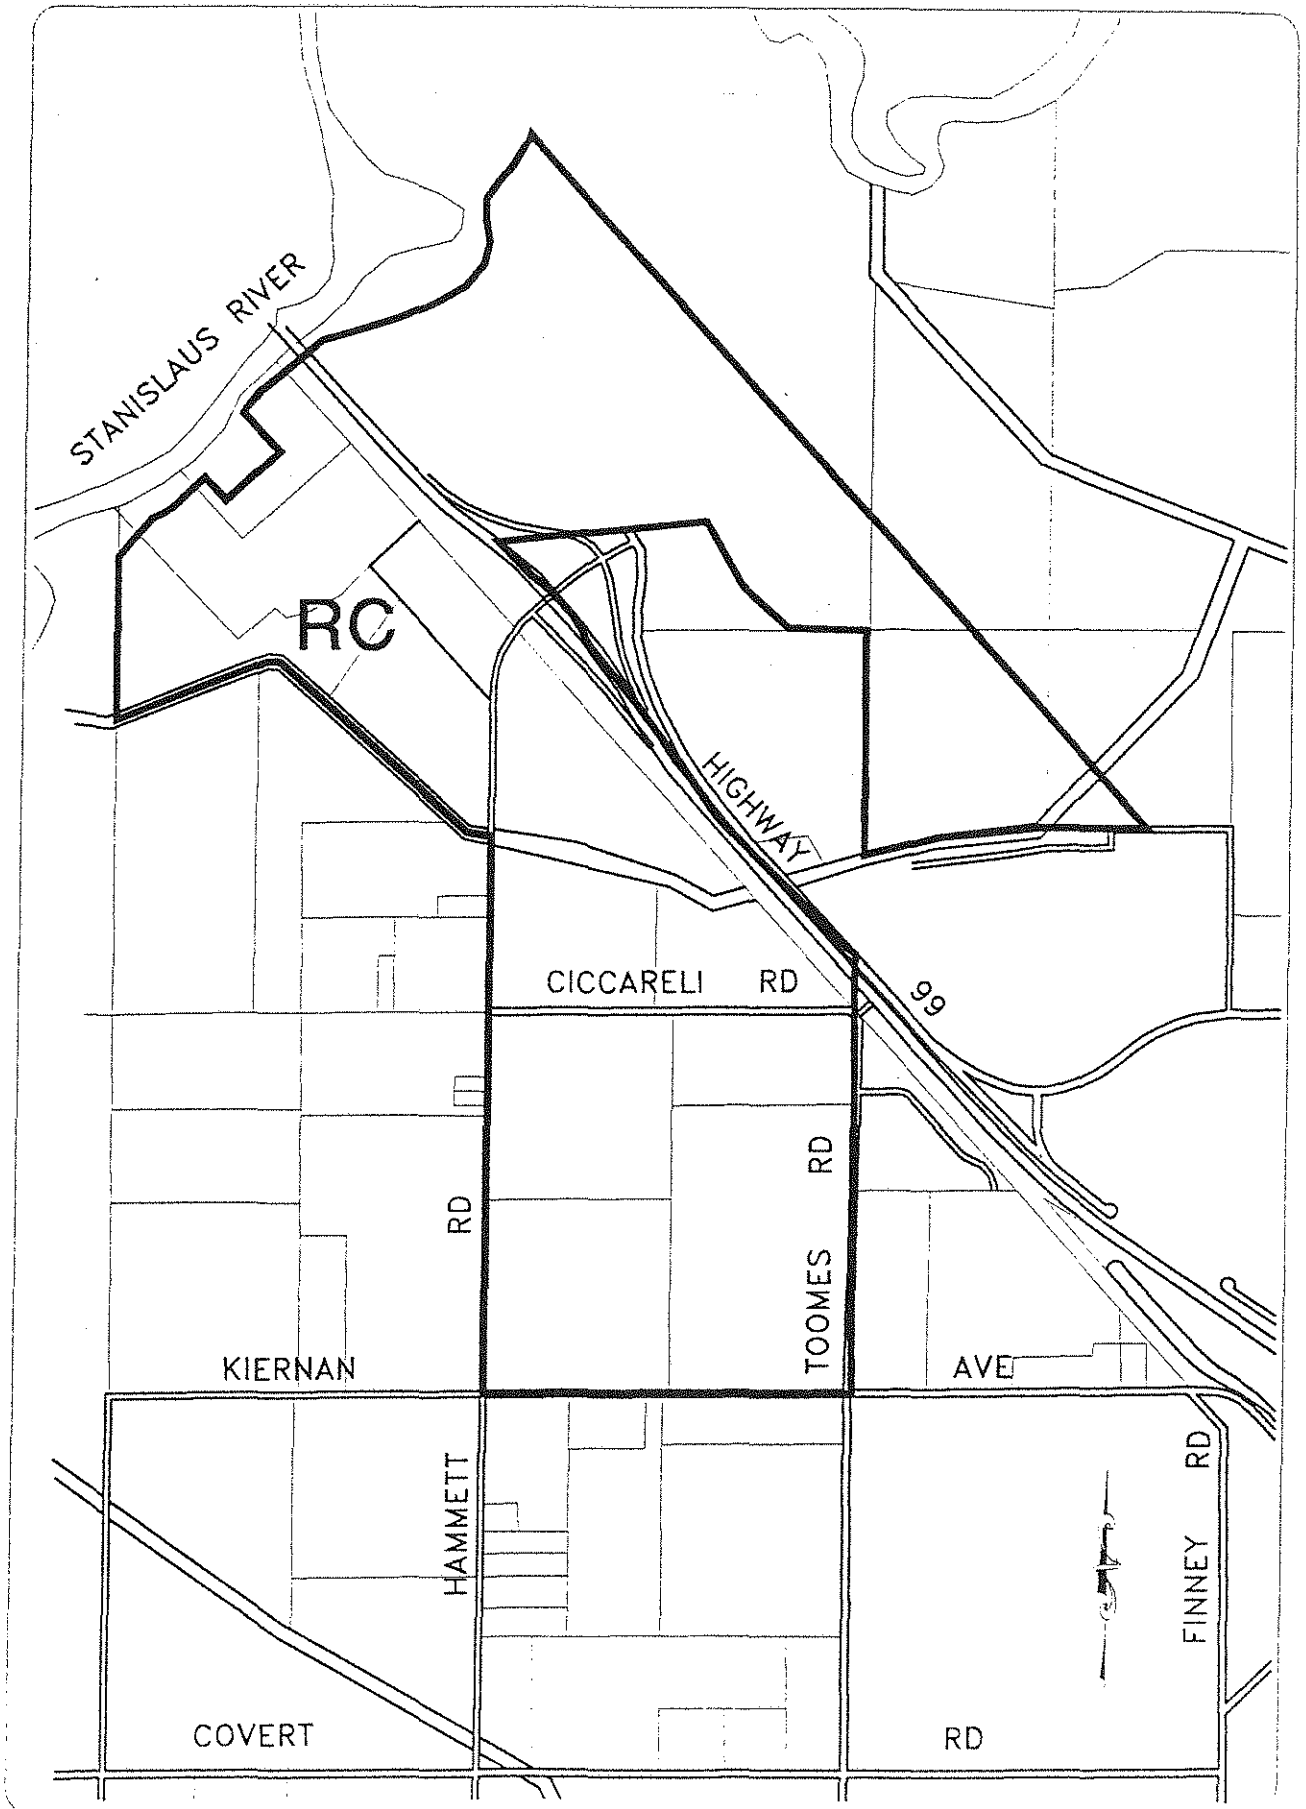 STANISLAUS RIVER
RC
HIGHWAY 99
CICCARELI RD
HAMMETT RD
TOOMES RD
KIERNAN AVE
FINNEY RD
COVERT RD